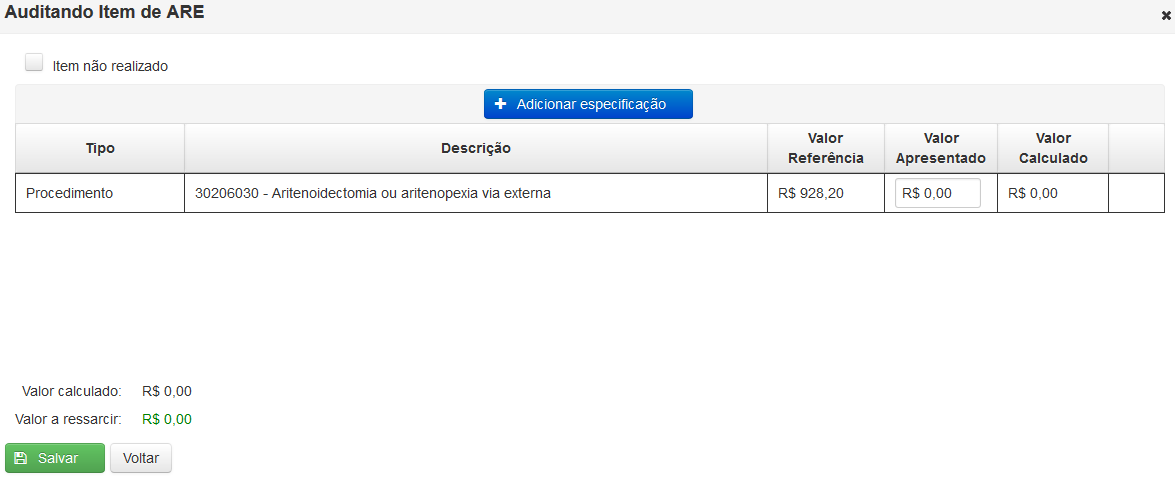 Auditando Item de ARE
Item não realizado
Adicionar especificação
Tipo Descrição Valor Referência Valor Apresentado Valor Calculado
Procedimento 30206030 - Aritenoidectomia ou aritenopexia via externa R$ 928,20 R$ 0,00 R$ 0,00
Valor calculado: R$ 0,00
Valor a ressarcir: R$ 0,00
Salvar Voltar